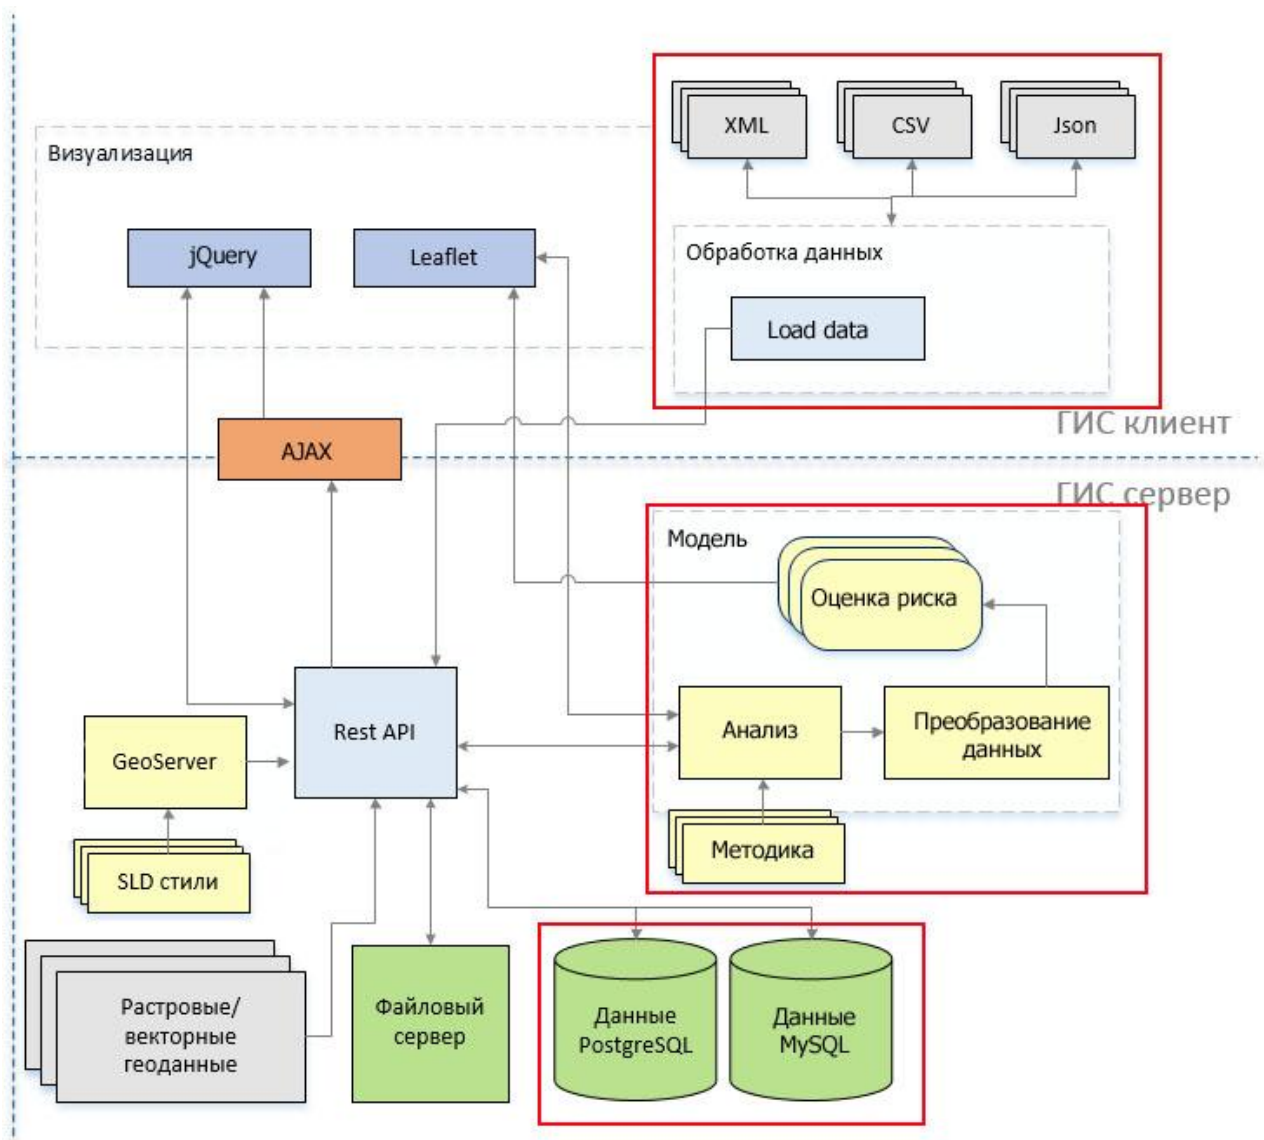 XML
CSV
Json
Визуализация
jQuery
Leaflet
Обработка данных
Load data
AJAX
ГИС клиент
ГИС сервер
Модель
Оценка риска
Rest API
Анализ
Преобразование
данных
GeoServer
Методика
SLD стили
Растровые/
векторные
геоданные
Файловый
сервер
Данные
PostgreSQL
Данные
MySQL